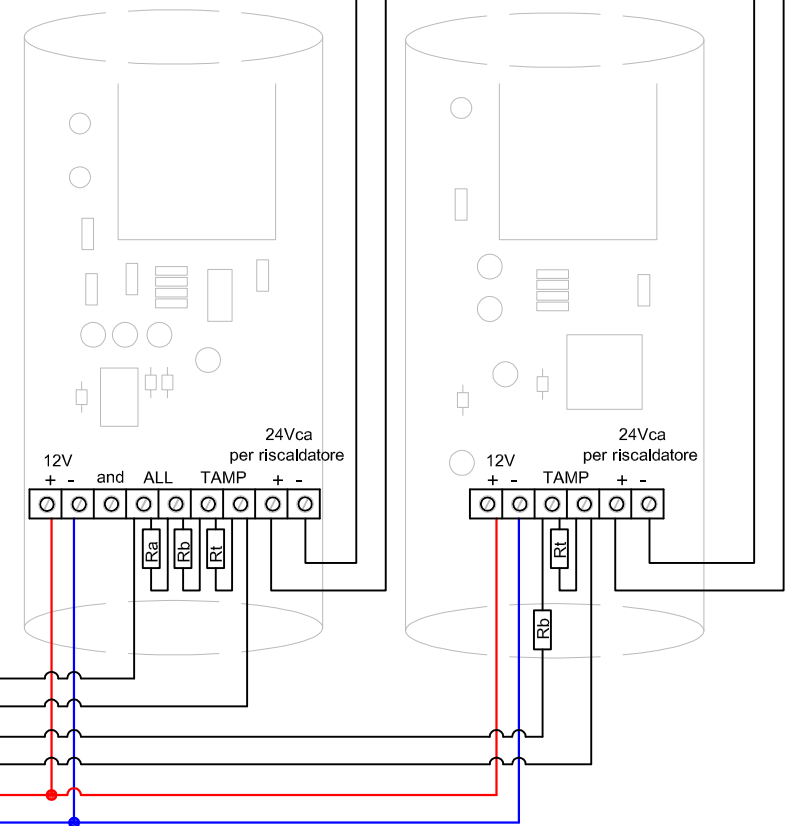 24Vca
per riscaldatore
12V
and
ALL
TAMP
+ -
+ -
Ra
Rb
Rt
24Vca
per riscaldatore
12V
TAMP
+ -
+ -
Rt
Rb